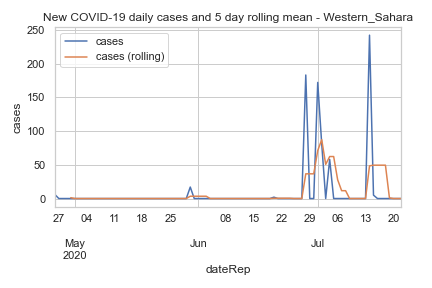 New COVID-19 daily cases and 5 day rolling mean - Western_Sahara
cases
cases (rolling)
250
200
150
100
50
0
cases
27 04 11 18 25 08 15 22 29 06 13 20
May Jun Jul
2020
dateRep